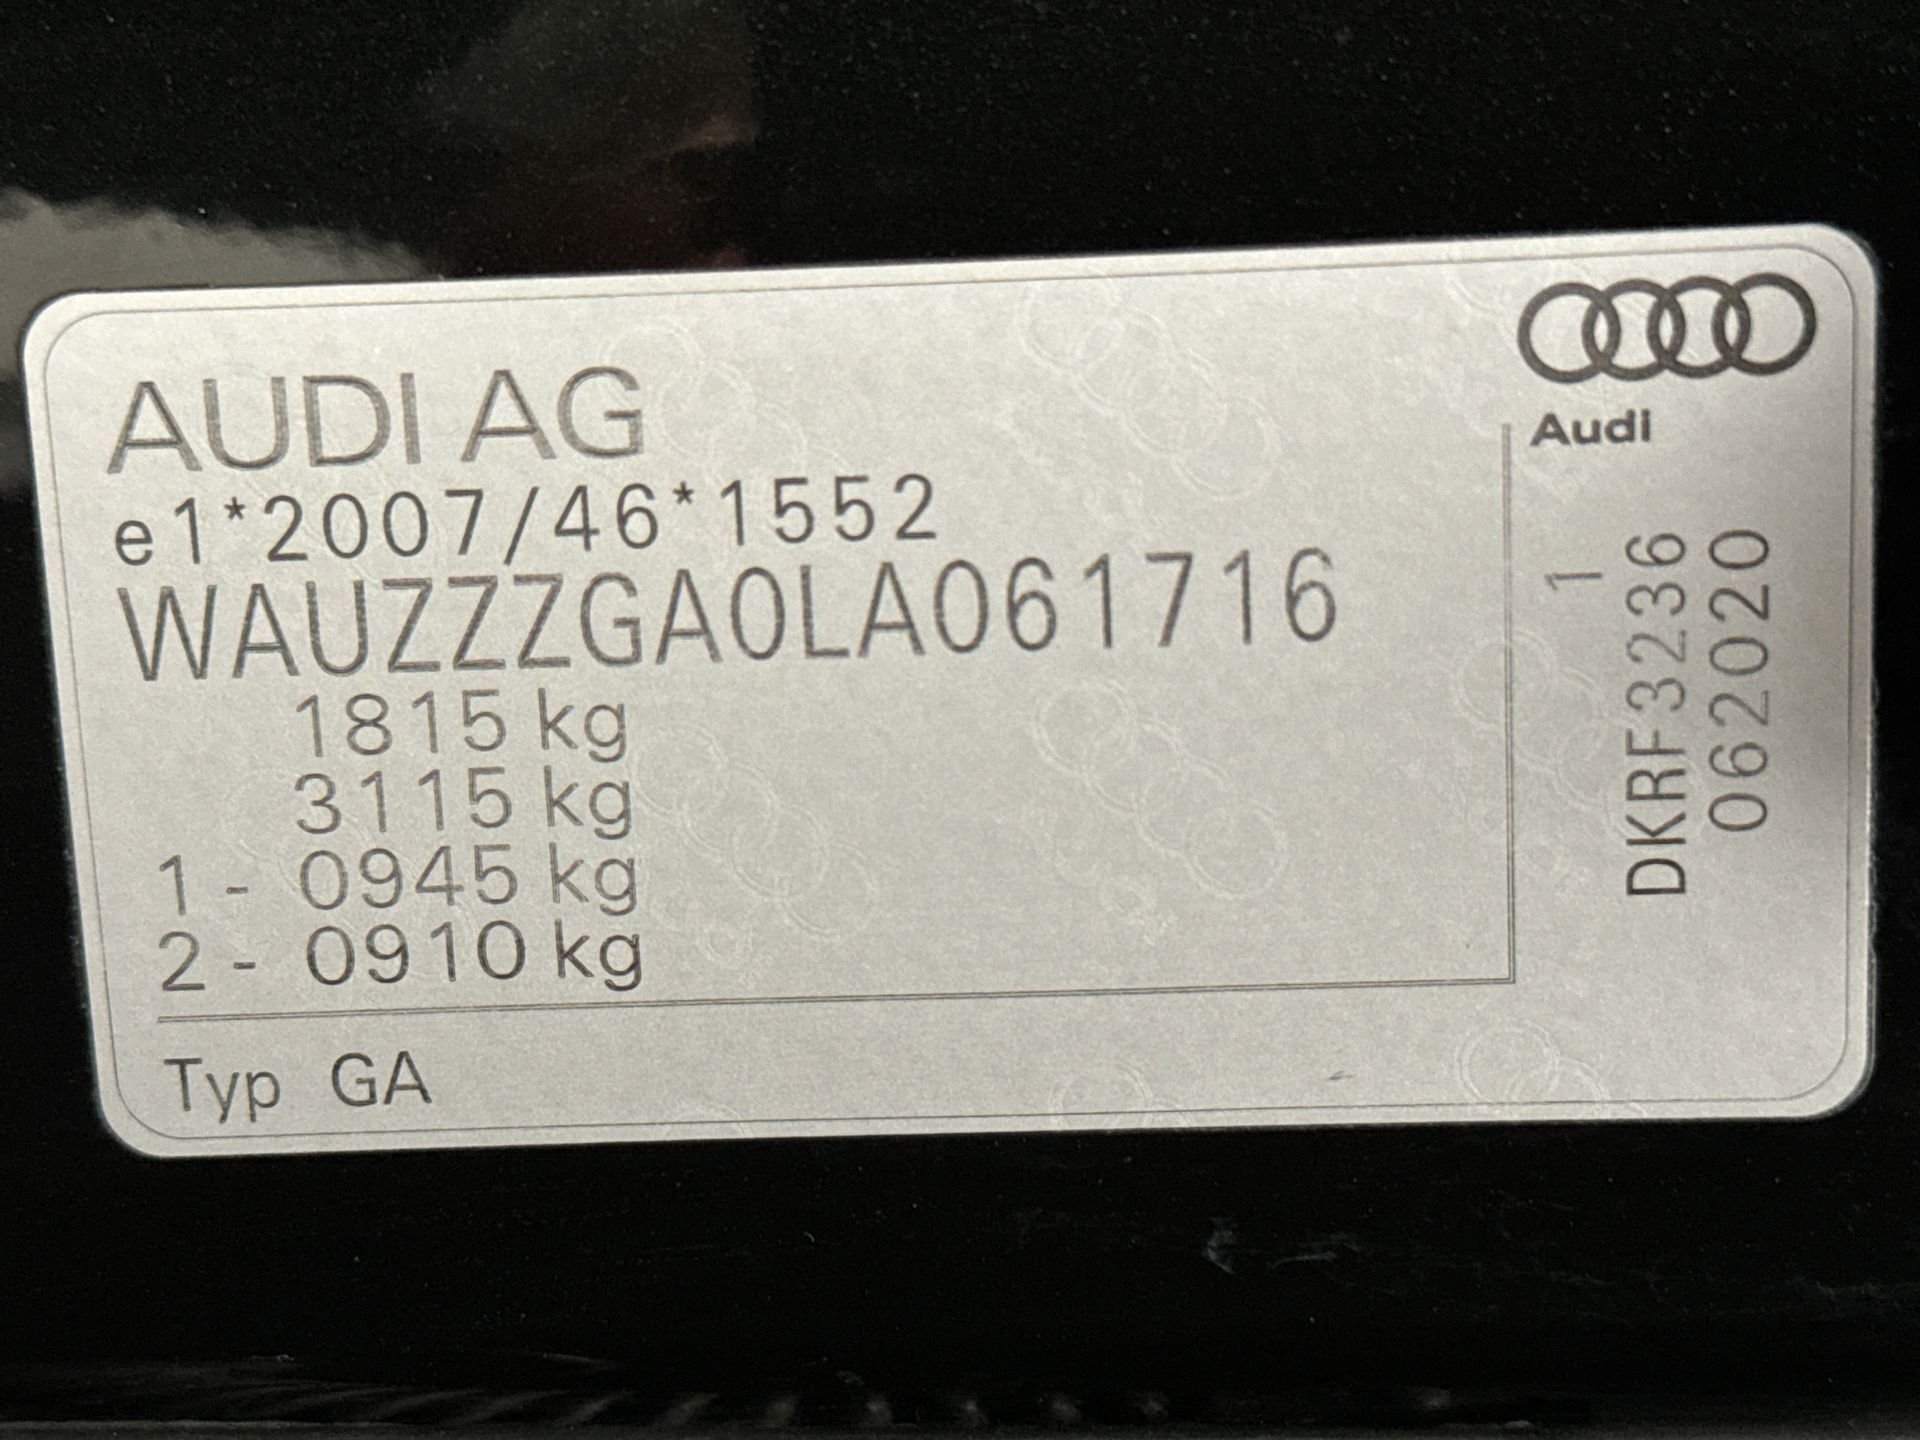 AUDI AG
e1*2007/46*1552
WAUZZZGA0LA061716
1815 kg
3115 kg
1 - 0945 kg
2 - 0910 kg
Typ GA
Audi
1
DKRF3236
062020